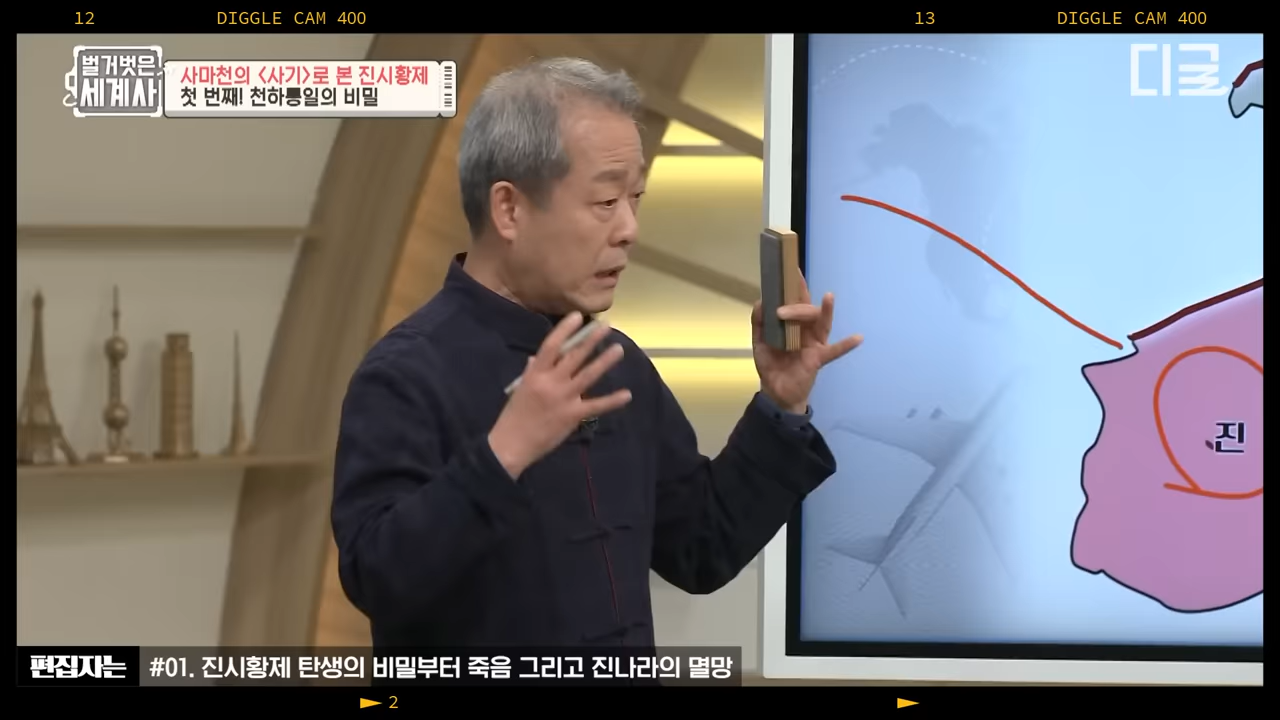 12 DIGGLE CAM 400 13 DIGGLE CAM 400
벌거벗은
세계사
사마천의 <사기>로 본 진시황제
첫 번째! 천하통일의 비밀
디글
진
편집자는 #01. 진시황제 탄생의 비밀부터 죽음 그리고 진나라의 멸망
2